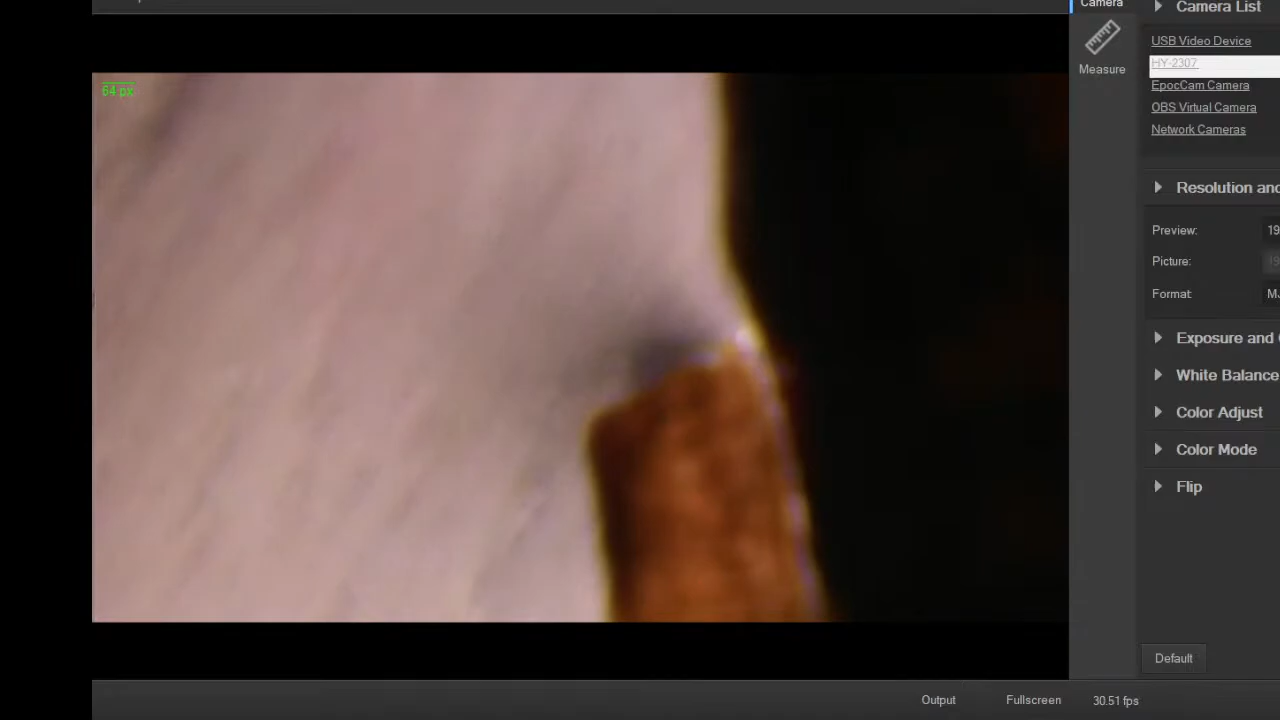 Camera
Camera List
USB Video Device
Measure
HY-2307
64 px
EpocCam Camera
OBS Virtual Camera
Network Cameras
Resolution and
Preview:
19
Picture:
Format:
Exposure and
White Balance
Color Adjust
Color Mode
Flip
Default
Output
Fullscreen
30.51 fps